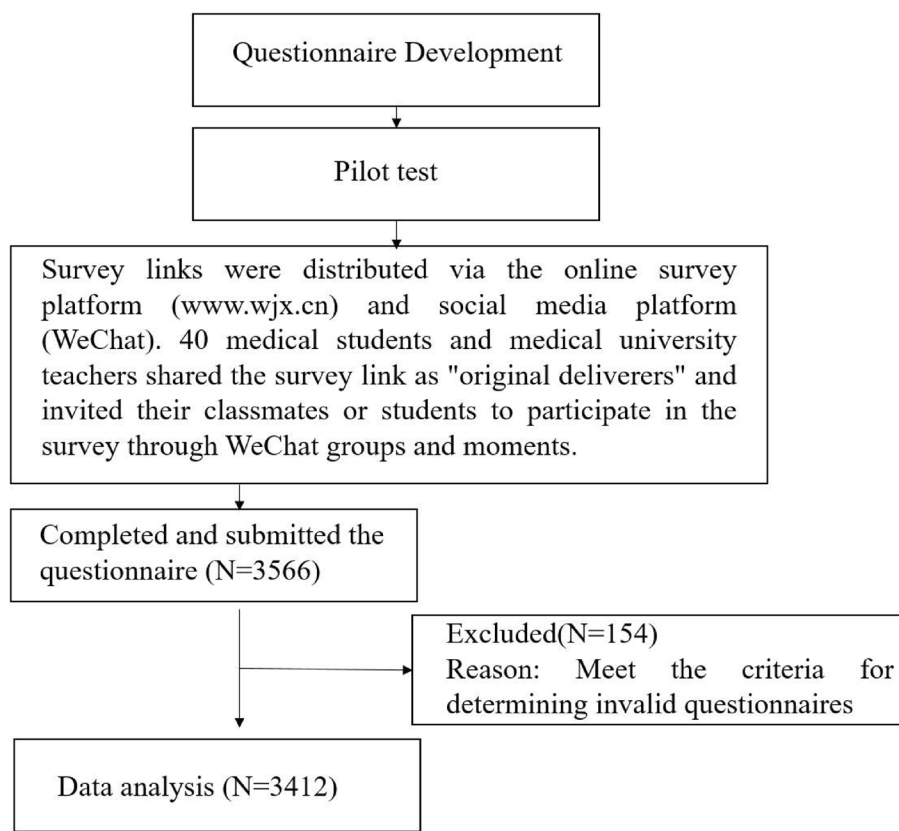 Questionnaire Development
Pilot test
Survey links were distributed via the online survey
platform (www.wjx.cn) and social media platform
(WeChat). 40 medical students and medical university
teachers shared the survey link as "original deliverers" and
invited their classmates or students to participate in the
survey through WeChat groups and moments.
Completed and submitted the
questionnaire (N=3566)
Excluded(N=154)
Reason: Meet the criteria for
determining invalid questionnaires
Data analysis (N=3412)